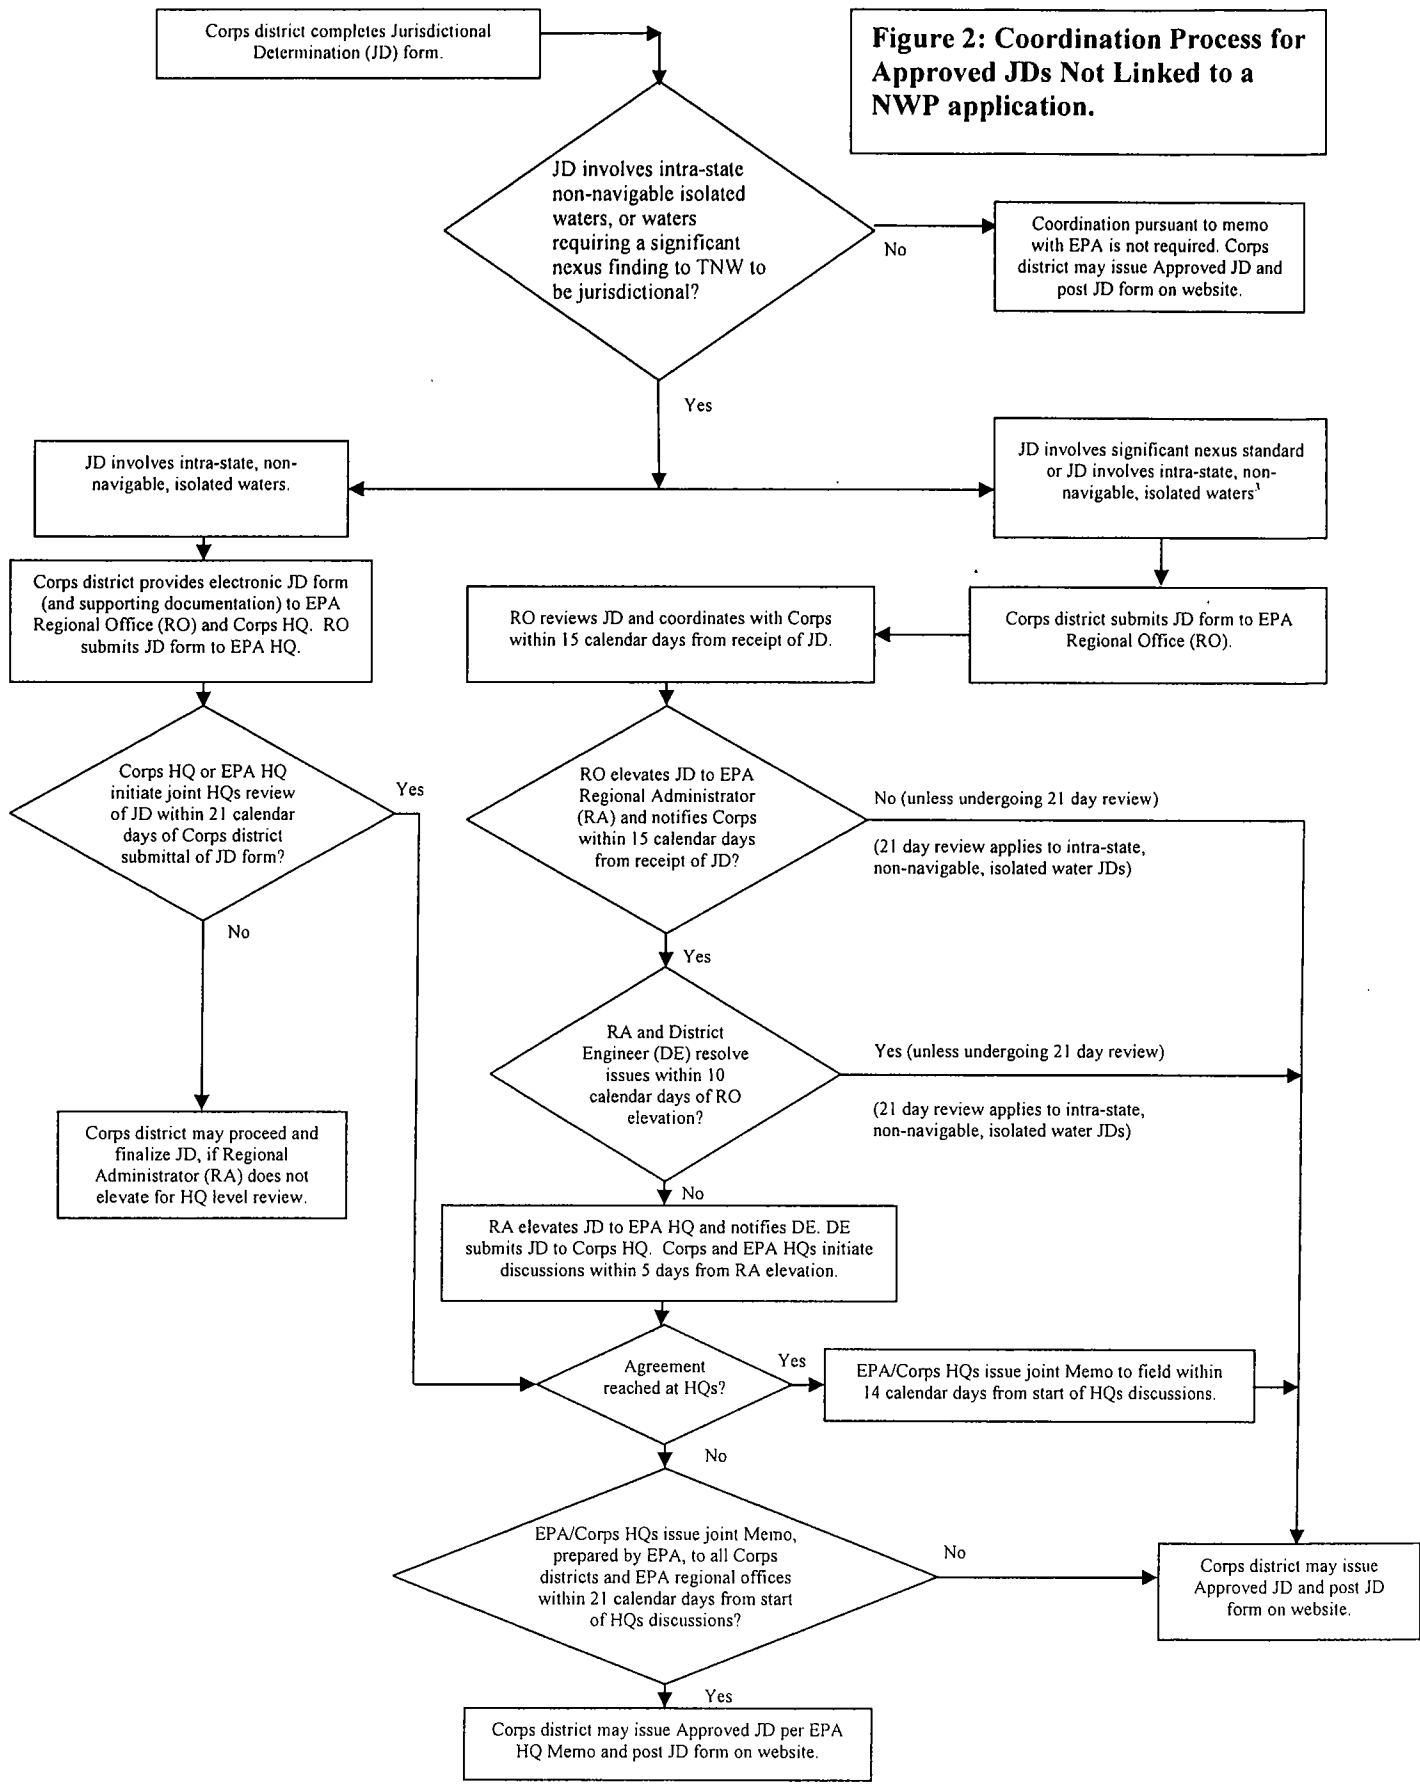 Corps district completes Jurisdictional
Determination (JD) form.
Figure 2: Coordination Process for
Approved JDs Not Linked to a
NWP application.
JD involves intra-state
non-navigable isolated
waters, or waters
requiring a significant
nexus finding to TNW to
be jurisdictional?
No
Coordination pursuant to memo
with EPA is not required. Corps
district may issue Approved JD and
post JD form on website.
Yes
JD involves intra-state, non-
navigable, isolated waters.
JD involves significant nexus standard
or JD involves intra-state, non-
navigable, isolated waters
Corps district provides electronic JD form
(and supporting documentation) to EPA
Regional Office (RO) and Corps HQ. RO
submits JD form to EPA HQ.
RO reviews JD and coordinates with Corps
within 15 calendar days from receipt of JD.
Corps district submits JD form to EPA
Regional Office (RO).
Corps HQ or EPA HQ
initiate joint HQs review
of JD within 21 calendar
days of Corps district
submittal of JD form?
Yes
No
RO elevates JD to EPA
Regional Administrator
(RA) and notifies Corps
within 15 calendar days
from receipt of JD?
No (unless undergoing 21 day review)
(21 day review applies to intra-state,
non-navigable, isolated water JDs)
Yes
Corps district may proceed and
finalize JD, if Regional
Administrator (RA) does not
elevate for HQ level review.
RA and District
Engineer (DE) resolve
issues within 10
calendar days of RO
elevation?
Yes (unless undergoing 21 day review)
(21 day review applies to intra-state,
non-navigable, isolated water JDs)
No
RA elevates JD to EPA HQ and notifies DE. DE
submits JD to Corps HQ. Corps and EPA HQs initiate
discussions within 5 days from RA elevation.
Agreement
reached at HQs?
Yes
EPA/Corps HQs issue joint Memo to field within
14 calendar days from start of HQs discussions.
No
EPA/Corps HQs issue joint Memo,
prepared by EPA, to all Corps
districts and EPA regional offices
within 21 calendar days from start
of HQs discussions?
No
Corps district may issue
Approved JD and post JD
form on website.
Yes
Corps district may issue Approved JD per EPA
HQ Memo and post JD form on website.